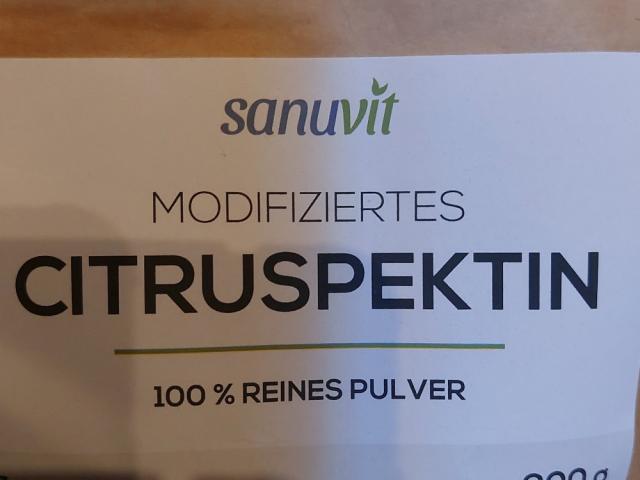 sanuvit
MODIFIZIERTES
CITRUSPEKTIN
100 % REINES PULVER